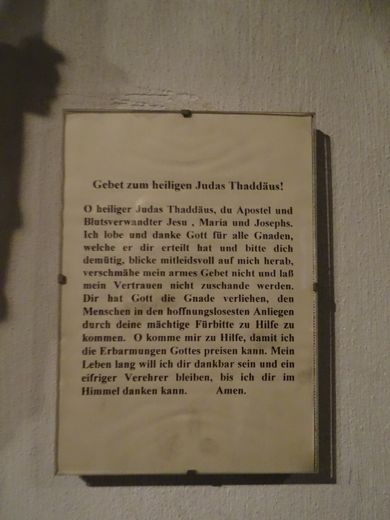 Gebet zum heiligen Judas Thaddäus!
O heiliger Judas Thaddäus, du Apostel und
Blutsverwandter Jesu , Maria und Josephs.
Ich lobe und danke Gott für alle Gnaden,
welche er dir erteilt hat und bitte dich
demütig, blicke mitleidsvoll auf mich herab,
verschmähe mein armes Gebet nicht und laß
mein Vertrauen nicht zuschande werden.
Dir hat Gott die Gnade verliehen, den
Menschen in den hoffnungslosesten Anliegen
durch deine mächtige Fürbitte zu Hilfe zu
kommen. O komme mir zu Hilfe, damit ich
die Erbarmungen Gottes preisen kann. Mein
Leben lang will ich dir dankbar sein und ein
eifriger Verehrer bleiben, bis ich dir im
Himmel danken kann. Amen.